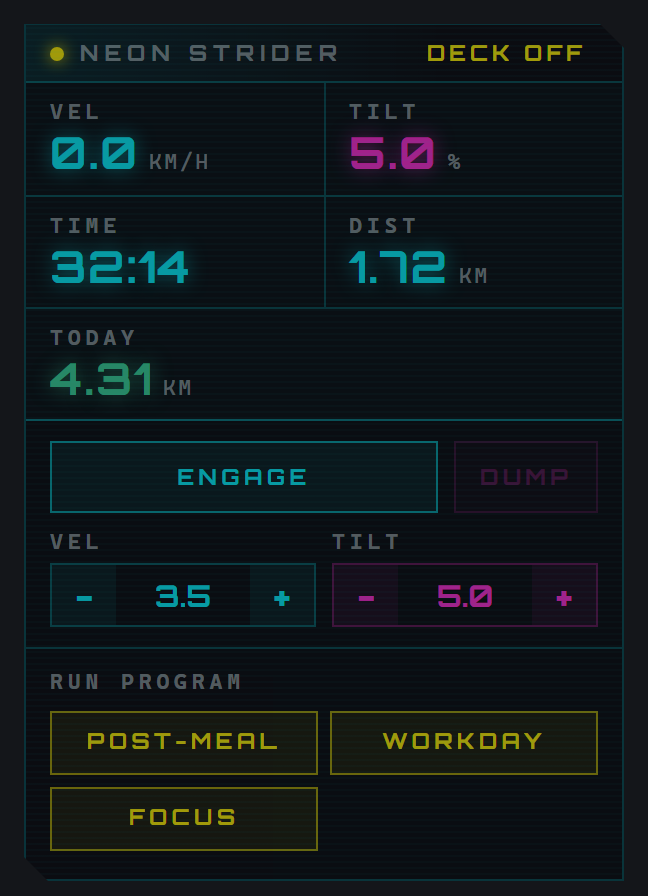 NEON STRIDER DECK OFF
VEL TILT
0.0 KM/H 5.0 %
TIME DIST
32:14 1.72 KM
TODAY
4.31 KM
ENGAGE DUMP
VEL TILT
- 3.5 + - 5.0 +
RUN PROGRAM
POST-MEAL WORKDAY
FOCUS